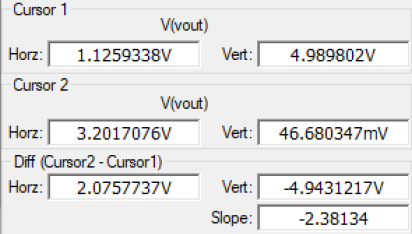 Cursor 1
V(vout)
Horz: 1.1259338V Vert: 4.989802V
Cursor 2
V(vout)
Horz: 3.2017076V Vert: 46.680347mV
Diff (Cursor2 - Cursor1)
Horz: 2.0757737V Vert: -4.9431217V
Slope: -2.38134